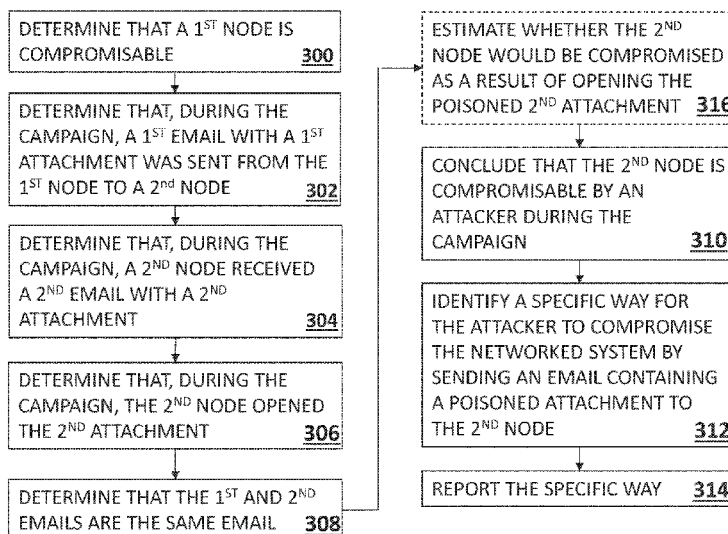 DETERMINE THAT A 1ST NODE IS
COMPROMISABLE 300
DETERMINE THAT, DURING THE
CAMPAIGN, A 1ST EMAIL WITH A 1ST
ATTACHMENT WAS SENT FROM THE
1ST NODE TO A 2nd NODE 302
DETERMINE THAT, DURING THE
CAMPAIGN, A 2ND NODE RECEIVED
A 2ND EMAIL WITH A 2ND
ATTACHMENT 304
DETERMINE THAT, DURING THE
CAMPAIGN, THE 2ND NODE OPENED
THE 2ND ATTACHMENT 306
DETERMINE THAT THE 1ST AND 2ND
EMAILS ARE THE SAME EMAIL 308
ESTIMATE WHETHER THE 2ND
NODE WOULD BE COMPROMISED
AS A RESULT OF OPENING THE
POISONED 2ND ATTACHMENT 316
CONCLUDE THAT THE 2ND NODE IS
COMPROMISABLE BY AN
ATTACKER DURING THE
CAMPAIGN 310
IDENTIFY A SPECIFIC WAY FOR
THE ATTACKER TO COMPROMISE
THE NETWORKED SYSTEM BY
SENDING AN EMAIL CONTAINING
A POISONED ATTACHMENT TO
THE 2ND NODE 312
REPORT THE SPECIFIC WAY 314